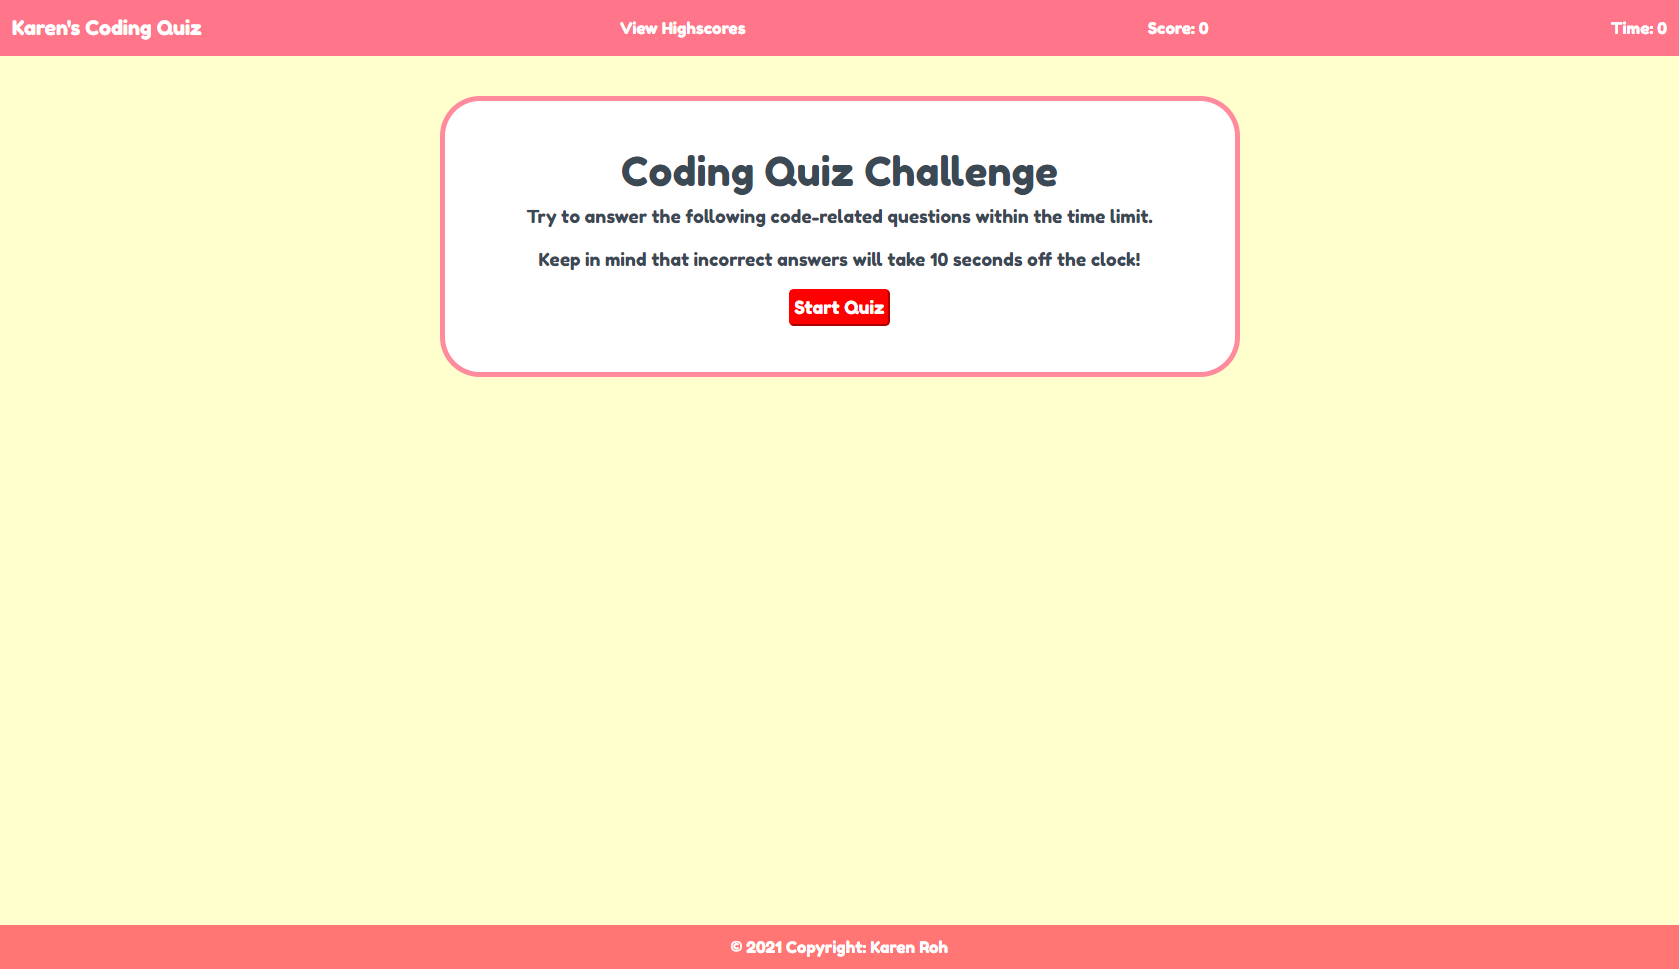 Karen's Coding Quiz
View Highscores
Score: 0
Time: 0
Coding Quiz Challenge
Try to answer the following code-related questions within the time limit.
Keep in mind that incorrect answers will take 10 seconds off the clock!
Start Quiz
© 2021 Copyright: Karen Roh